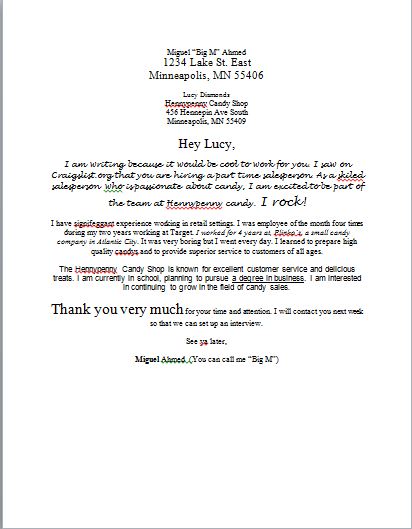 Miguel “Big M” Ahmed
1234 Lake St. East
Minneapolis, MN 55406
Lucy Dismonds
Hennypenny Candy Shop
456 Hennepin Ave South
Minneapolis, MN 55409
Hey Lucy,
I am writing because it would be cool to work for you. I saw on
Craigslist.org that you are hiring a part time salesperson. As a skiled
salesperson who is passionate about candy, I am excited to be part of
the team at Hennypenny candy. I rock!
I have signifeggant experience working in retail settings. I was employee of the month four times
during my two years working at Target. I worked for 4 years at, Plinko's, a small candy
company in Atlantic City. It was very boring but I went every day. I learned to prepare high
quality candys and to provide superior service to customers of all ages.
The Hennypenny Candy Shop is known for excellent customer service and delicious
treats. I am currently in school, planning to pursue a degree in business. I am interested
in continuing to grow in the field of candy sales.
Thank you very much for your time and attention. I will contact you next week
so that we can set up an interview.
See ya later,
Miguel Ahmed (You can call me “Big M”)